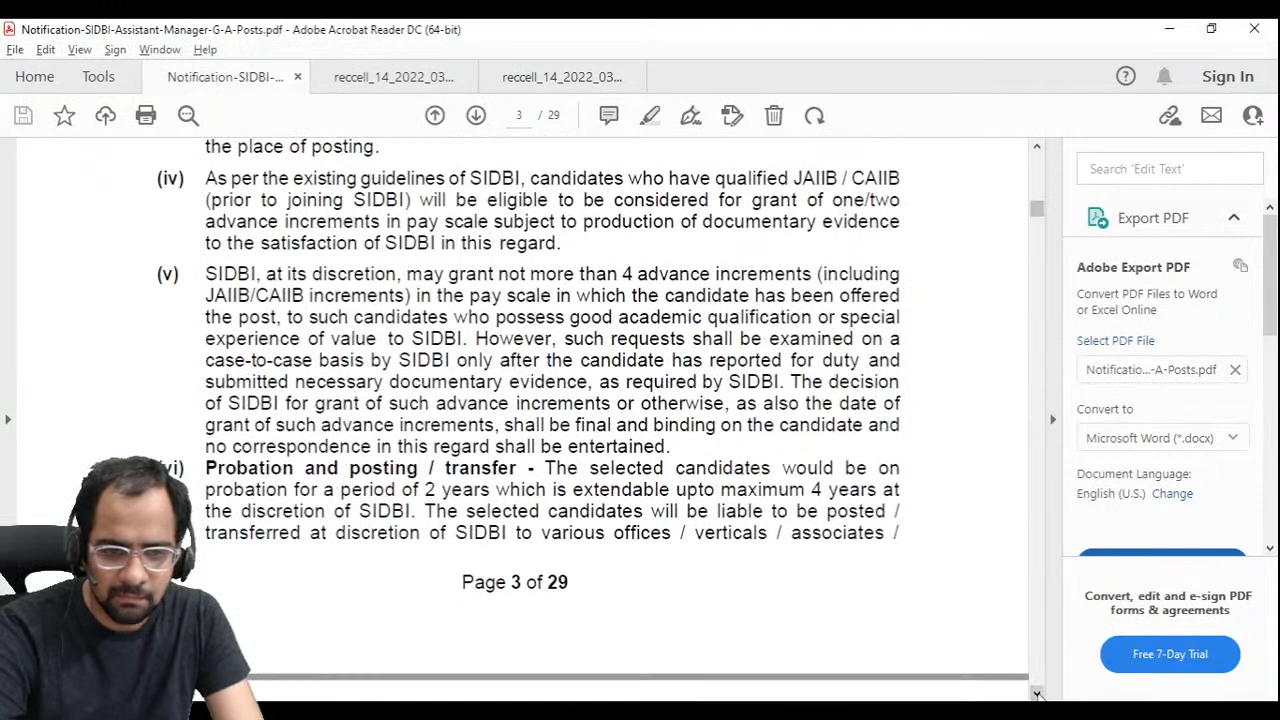 Notification-SIDBI-Assistant-Manager-G-A-Posts.pdf - Adobe Acrobat Reader DC (64-bit)
File Edit View Sign Window Help
Home Tools Notification-SIDBI-... × reccell_14_2022_03... reccell_14_2022_03... Sign In
3 / 29
the place of posting.
(iv) As per the existing guidelines of SIDBI, candidates who have qualified JAIIB / CAIIB
(prior to joining SIDBI) will be eligible to be considered for grant of one/two
advance increments in pay scale subject to production of documentary evidence
to the satisfaction of SIDBI in this regard.
(v) SIDBI, at its discretion, may grant not more than 4 advance increments (including
JAIIB/CAIIB increments) in the pay scale in which the candidate has been offered
the post, to such candidates who possess good academic qualification or special
experience of value to SIDBI. However, such requests shall be examined on a
case-to-case basis by SIDBI only after the candidate has reported for duty and
submitted necessary documentary evidence, as required by SIDBI. The decision
of SIDBI for grant of such advance increments or otherwise, as also the date of
grant of such advance increments, shall be final and binding on the candidate and
no correspondence in this regard shall be entertained.
vi) Probation and posting / transfer - The selected candidates would be on
probation for a period of 2 years which is extendable upto maximum 4 years at
the discretion of SIDBI. The selected candidates will be liable to be posted /
transferred at discretion of SIDBI to various offices / verticals / associates /
Page 3 of 29
Search 'Edit Text'
Export PDF
Adobe Export PDF
Convert PDF Files to Word
or Excel Online
Select PDF File
Notificatio...-A-Posts.pdf
Convert to
Microsoft Word (*.docx)
Document Language:
English (U.S.) Change
Convert, edit and e-sign PDF
forms & agreements
Free 7-Day Trial